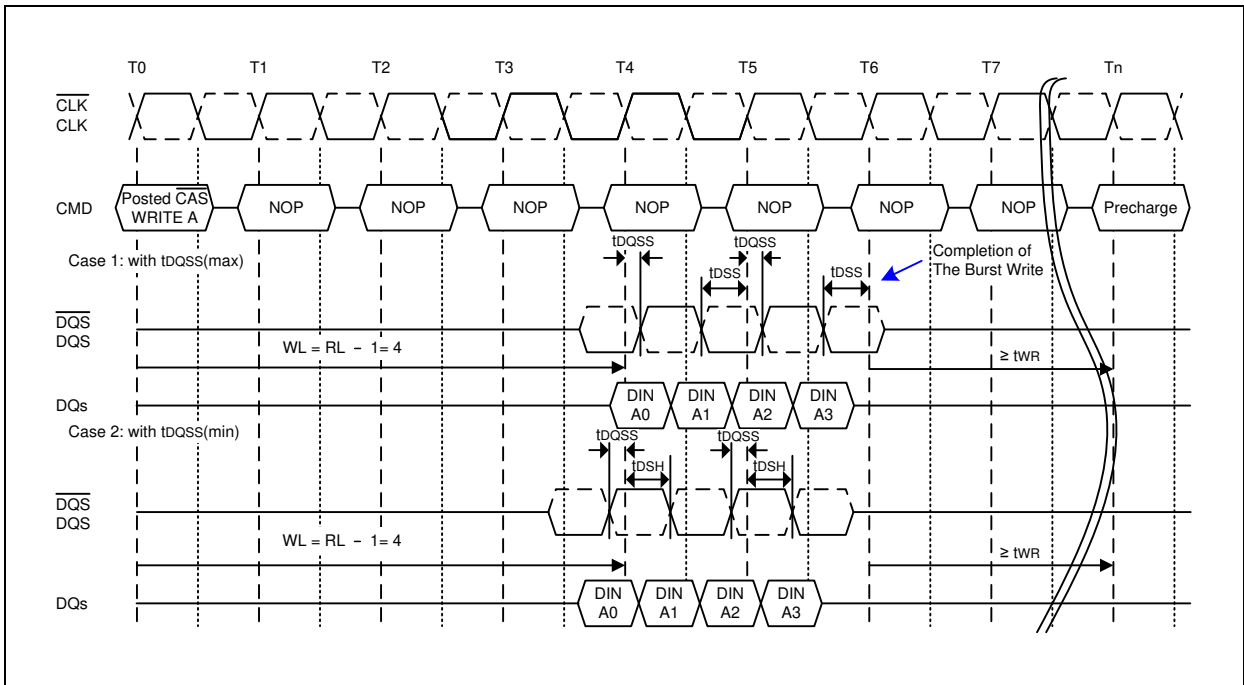 T0 T1 T2 T3 T4 T5 T6 T7 Tn
CLK
CLK
CMD
Posted CAS
WRITE A
NOP NOP NOP NOP NOP NOP NOP Precharge
Case 1: with tDQSS(max)
tDQSS tDQSS
tDSS tDSS
Completion of
The Burst Write
DQS
DQS
WL = RL − 1= 4
≥ tWR
DQs
DIN
A0
DIN
A1
DIN
A2
DIN
A3
Case 2: with tDQSS(min)
tDQSS tDQSS
tDSH tDSH
DQS
DQS
WL = RL − 1= 4
≥ tWR
DQs
DIN
A0
DIN
A1
DIN
A2
DIN
A3